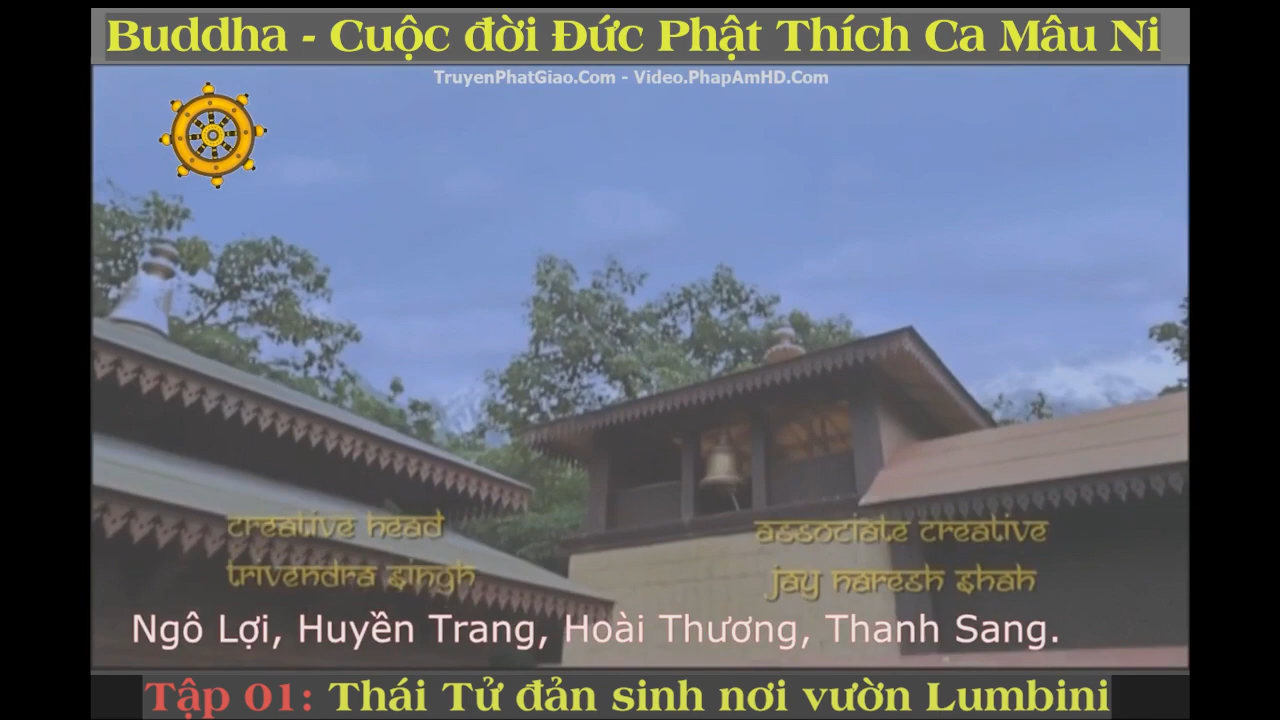 Buddha - Cuộc đời Đức Phật Thích Ca Mâu Ni
TruyenPhatGiao.Com - Video.PhapAmHD.Com
creative head
trivendra singh
associate creative
jay naresh shah
Ngô Lợi, Huyền Trang, Hoài Thương, Thanh Sang.
Tập 01: Thái Tử đản sinh nơi vườn Lumbini